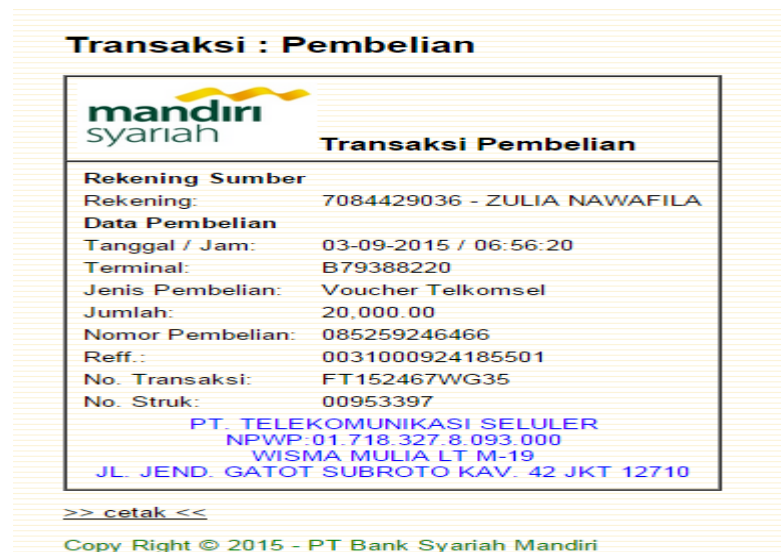 Transaksi : Pembelian
mandiri
syariah
Transaksi Pembelian
Rekening Sumber
Rekening: 7084429036 - ZULIA NAWAFILA
Data Pembelian
Tanggal / Jam: 03-09-2015 / 06:56:20
Terminal: B79388220
Jenis Pembelian: Voucher Telkomsel
Jumlah: 20,000.00
Nomor Pembelian: 085259246466
Reff.: 0031000924185501
No. Transaksi: FT152467WG35
No. Struk: 00953397
PT. TELEKOMUNIKASI SELULER
NPWP:01.718.327.8.093.000
WISMA MULIA LT M-19
JL. JEND. GATOT SUBROTO KAV. 42 JKT 12710
>> cetak <<
Copy Right © 2015 - PT Bank Syariah Mandiri